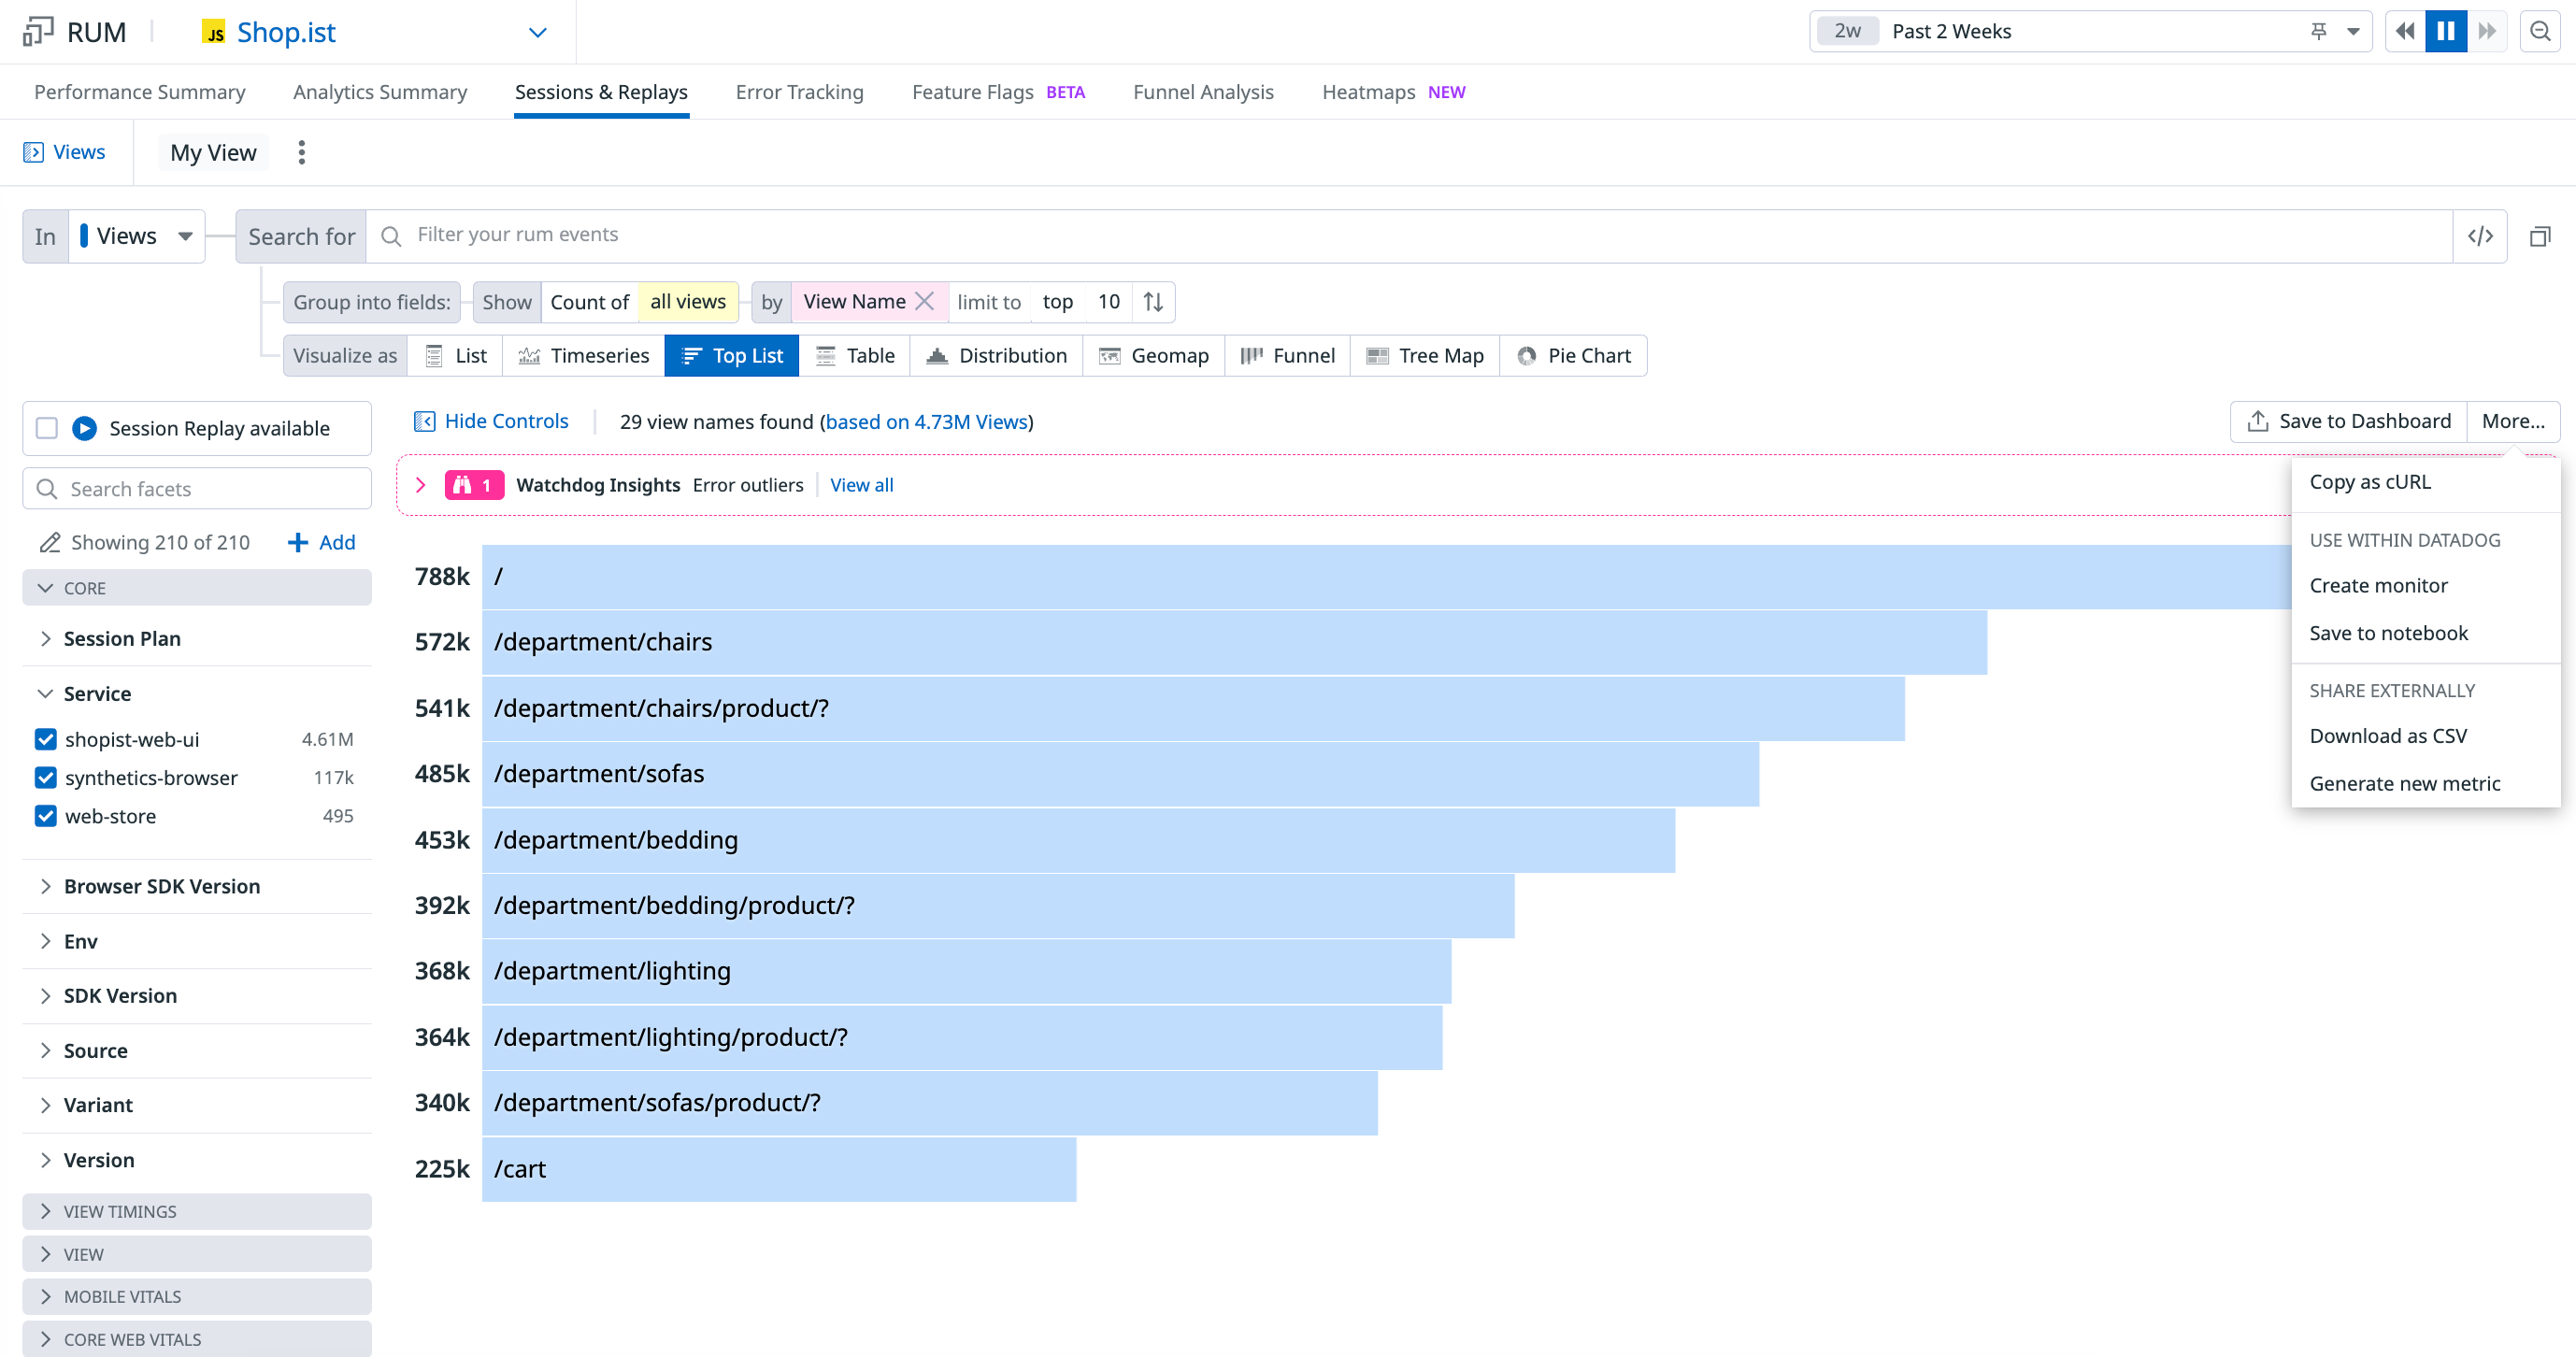 RUM
JS Shop.ist
2w Past 2 Weeks
Performance Summary Analytics Summary Sessions & Replays Error Tracking Feature Flags BETA Funnel Analysis Heatmaps NEW
Views My View
In Views Search for Filter your rum events </>
Group into fields: Show Count of all views by View Name limit to top 10
Visualize as List Timeseries Top List Table Distribution Geomap Funnel Tree Map Pie Chart
Session Replay available
Hide Controls 29 view names found (based on 4.73M Views)
Save to Dashboard More...
Search facets
1 Watchdog Insights Error outliers View all
Copy as cURL
USE WITHIN DATADOG
Create monitor
Save to notebook
SHARE EXTERNALLY
Download as CSV
Generate new metric
Showing 210 of 210 Add
CORE
Session Plan
Service
shopist-web-ui 4.61M
synthetics-browser 117k
web-store 495
Browser SDK Version
Env
SDK Version
Source
Variant
Version
VIEW TIMINGS
VIEW
MOBILE VITALS
CORE WEB VITALS
788k /
572k /department/chairs
541k /department/chairs/product/?
485k /department/sofas
453k /department/bedding
392k /department/bedding/product/?
368k /department/lighting
364k /department/lighting/product/?
340k /department/sofas/product/?
225k /cart